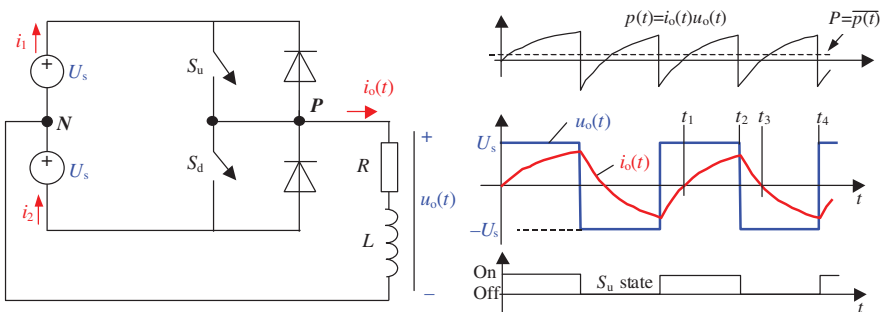 i₁
Uₛ
N
Uₛ
i₂
Sᵤ
S_d
P
iₒ(t)
R
L
+
uₒ(t)
−
p(t)=iₒ(t)uₒ(t)
P=p(t)
t
Uₛ
uₒ(t)
iₒ(t)
t₁
t₂
t₃
t₄
−Uₛ
t
On
Off
Sᵤ state
t